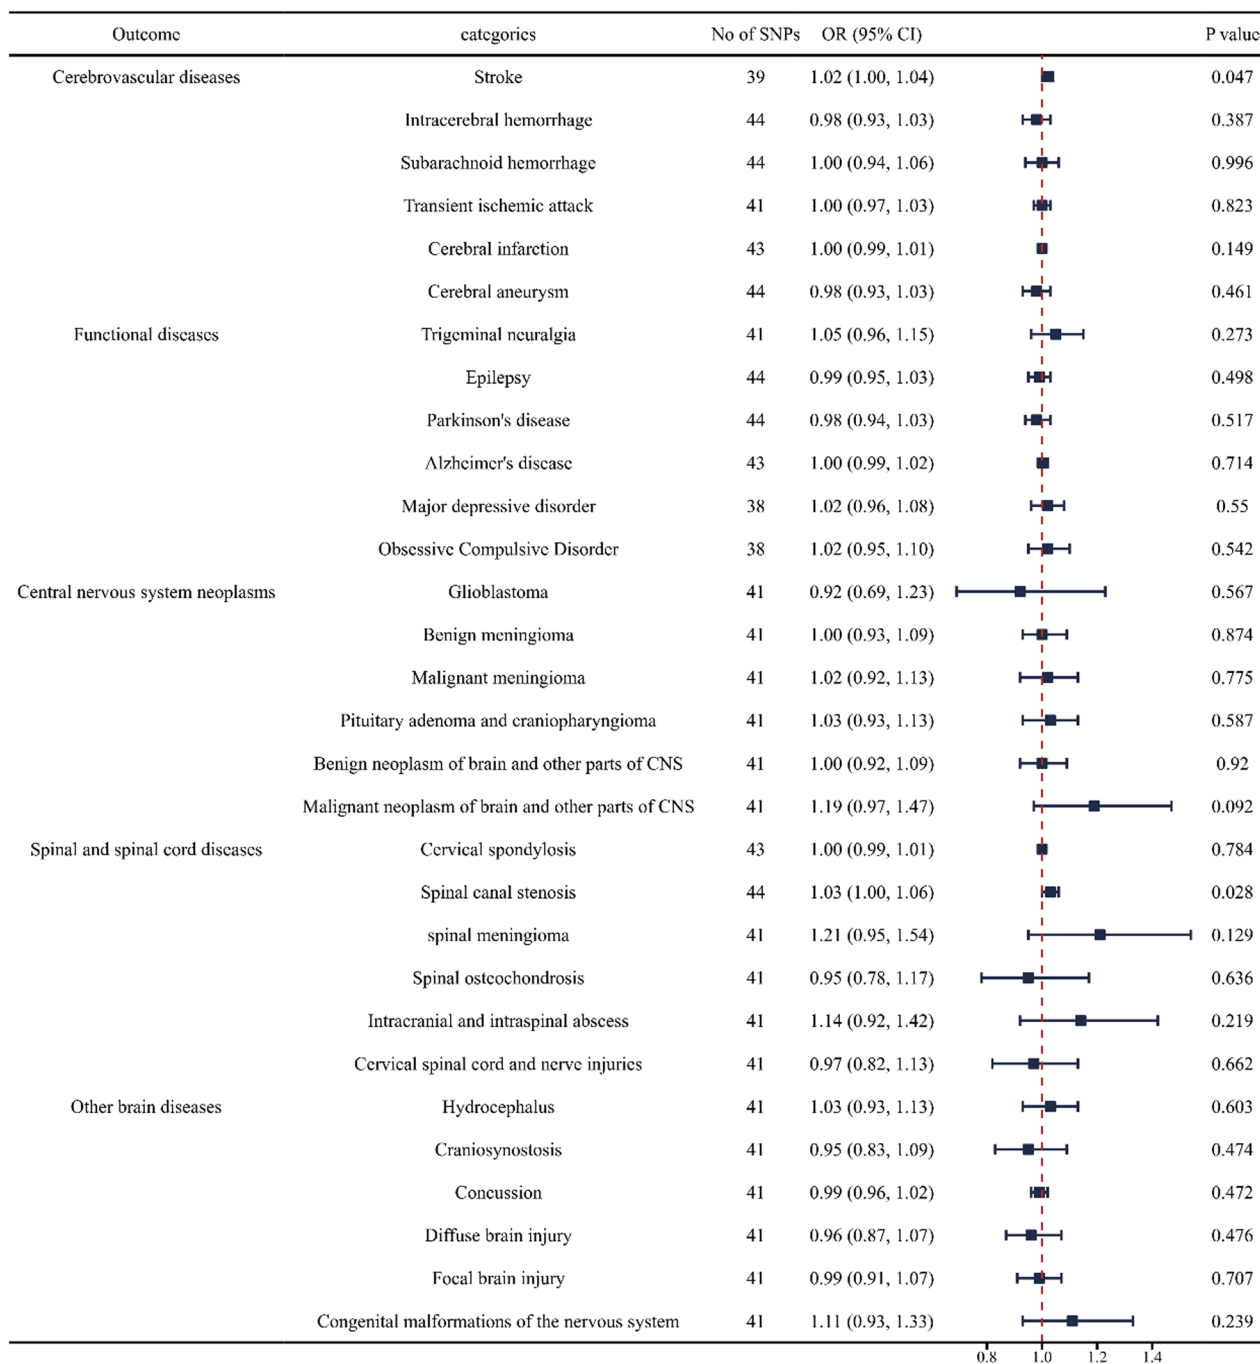 Outcome categories No of SNPs OR (95% CI) P value
Cerebrovascular diseases Stroke 39 1.02 (1.00, 1.04) 0.047
Intracerebral hemorrhage 44 0.98 (0.93, 1.03) 0.387
Subarachnoid hemorrhage 44 1.00 (0.94, 1.06) 0.996
Transient ischemic attack 41 1.00 (0.97, 1.03) 0.823
Cerebral infarction 43 1.00 (0.99, 1.01) 0.149
Cerebral aneurysm 44 0.98 (0.93, 1.03) 0.461
Functional diseases Trigeminal neuralgia 41 1.05 (0.96, 1.15) 0.273
Epilepsy 44 0.99 (0.95, 1.03) 0.498
Parkinson's disease 44 0.98 (0.94, 1.03) 0.517
Alzheimer's disease 43 1.00 (0.99, 1.02) 0.714
Major depressive disorder 38 1.02 (0.96, 1.08) 0.55
Obsessive Compulsive Disorder 38 1.02 (0.95, 1.10) 0.542
Central nervous system neoplasms Glioblastoma 41 0.92 (0.69, 1.23) 0.567
Benign meningioma 41 1.00 (0.93, 1.09) 0.874
Malignant meningioma 41 1.02 (0.92, 1.13) 0.775
Pituitary adenoma and craniopharyngioma 41 1.03 (0.93, 1.13) 0.587
Benign neoplasm of brain and other parts of CNS 41 1.00 (0.92, 1.09) 0.92
Malignant neoplasm of brain and other parts of CNS 41 1.19 (0.97, 1.47) 0.092
Spinal and spinal cord diseases Cervical spondylosis 43 1.00 (0.99, 1.01) 0.784
Spinal canal stenosis 44 1.03 (1.00, 1.06) 0.028
spinal meningioma 41 1.21 (0.95, 1.54) 0.129
Spinal osteochondrosis 41 0.95 (0.78, 1.17) 0.636
Intracranial and intraspinal abscess 41 1.14 (0.92, 1.42) 0.219
Cervical spinal cord and nerve injuries 41 0.97 (0.82, 1.13) 0.662
Other brain diseases Hydrocephalus 41 1.03 (0.93, 1.13) 0.603
Craniosynostosis 41 0.95 (0.83, 1.09) 0.474
Concussion 41 0.99 (0.96, 1.02) 0.472
Diffuse brain injury 41 0.96 (0.87, 1.07) 0.476
Focal brain injury 41 0.99 (0.91, 1.07) 0.707
Congenital malformations of the nervous system 41 1.11 (0.93, 1.33) 0.239
0.8 1.0 1.2 1.4